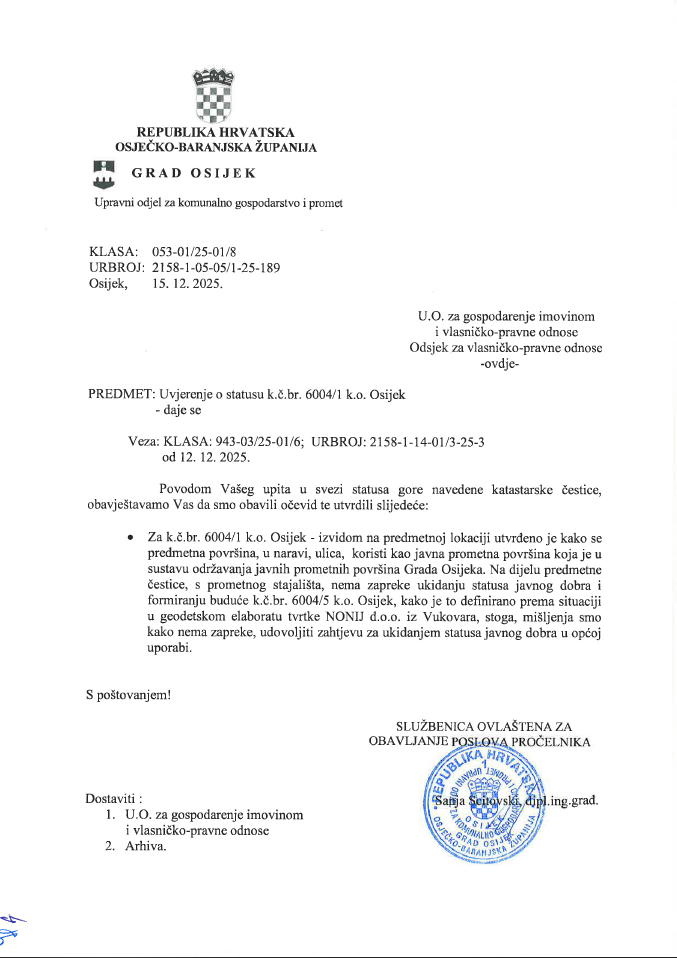 REPUBLIKA HRVATSKA
OSJEČKO-BARANJSKA ŽUPANIJA
GRAD OSIJEK
Upravni odjel za komunalno gospodarstvo i promet
KLASA: 053-01/25-01/8
URBROJ: 2158-1-05-05/1-25-189
Osijek, 15. 12. 2025.
U.O. za gospodarenje imovinom
i vlasničko-pravne odnose
Odsjek za vlasničko-pravne odnose
-ovdje-
PREDMET: Uvjerenje o statusu k.č.br. 6004/1 k.o. Osijek
- daje se
Veza: KLASA: 943-03/25-01/6; URBROJ: 2158-1-14-01/3-25-3
od 12. 12. 2025.
Povodom Vašeg upita u svezi statusa gore navedene katastarske čestice,
obavještavamo Vas da smo obavili očevid te utvrdili slijedeće:
• Za k.č.br. 6004/1 k.o. Osijek - izvidom na predmetnoj lokaciji utvrđeno je kako se
predmetna površina, u naravi, ulica, koristi kao javna prometna površina koja je u
sustavu održavanja javnih prometnih površina Grada Osijeka. Na dijelu predmetne
čestice, s prometnog stajališta, nema zapreke ukidanju statusa javnog dobra i
formiranju buduće k.č.br. 6004/5 k.o. Osijek, kako je to definirano prema situaciji
u geodetskom elaboratu tvrtke NONIJ d.o.o. iz Vukovara, stoga, mišljenja smo
kako nema zapreke, udovoljiti zahtjevu za ukidanjem statusa javnog dobra u općoj
uporabi.
S poštovanjem!
SLUŽBENICA OVLAŠTENA ZA
OBAVLJANJE POSLOVA PROČELNIKA
REPUBLIKA HRVATSKA
1
OSJEČKO-BARANJSKA ŽUPANIJA
GRAD OSIJEK
OSIJEK
Sanja dipl.ing.grad.
Dostaviti :
1. U.O. za gospodarenje imovinom
i vlasničko-pravne odnose
2. Arhiva.